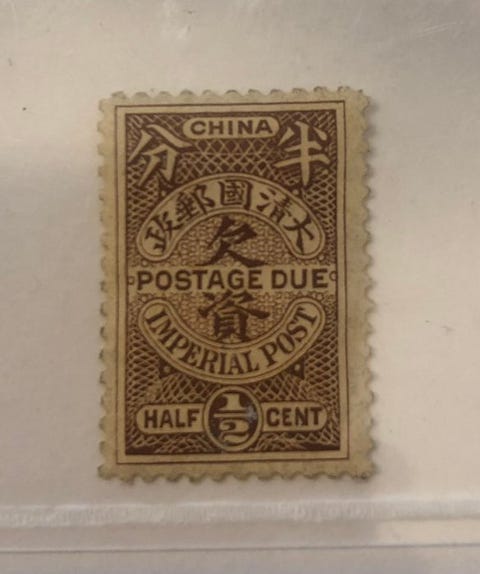 CHINA
半分
大清國郵政
欠資
POSTAGE DUE
IMPERIAL POST
HALF 1/2 CENT